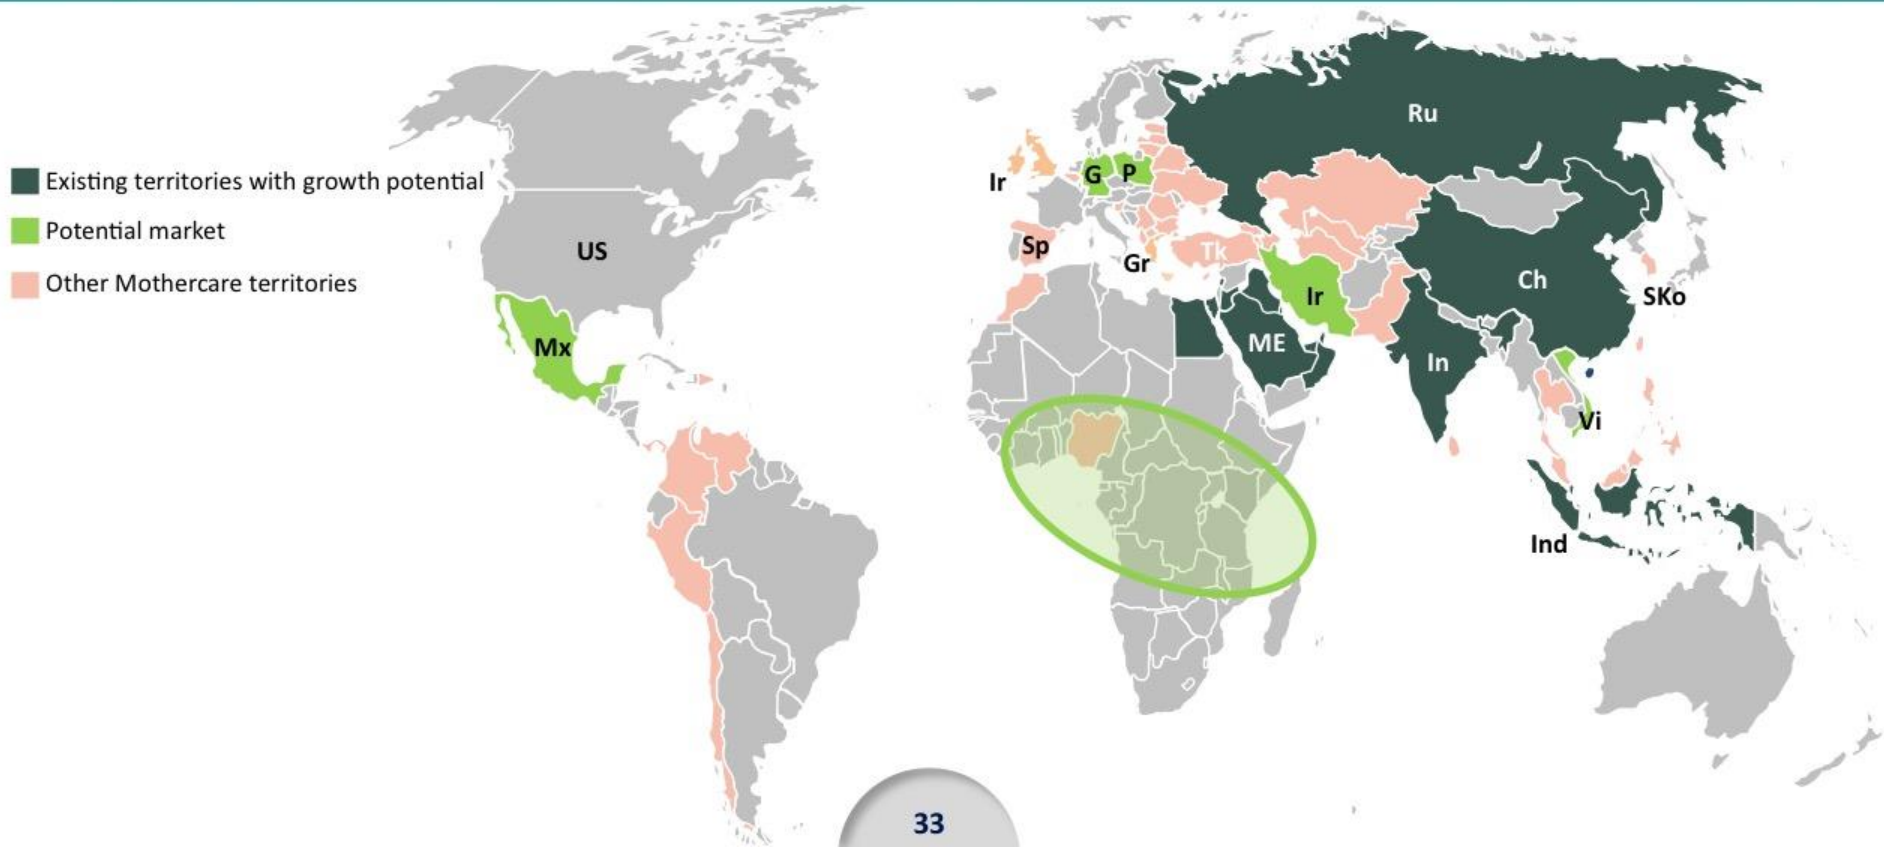 Existing territories with growth potential
Potential market
Other Mothercare territories
US
Mx
Ir
G
P
Sp
Gr
Tk
Ir
ME
Ru
Ch
In
SKo
Vi
Ind
33